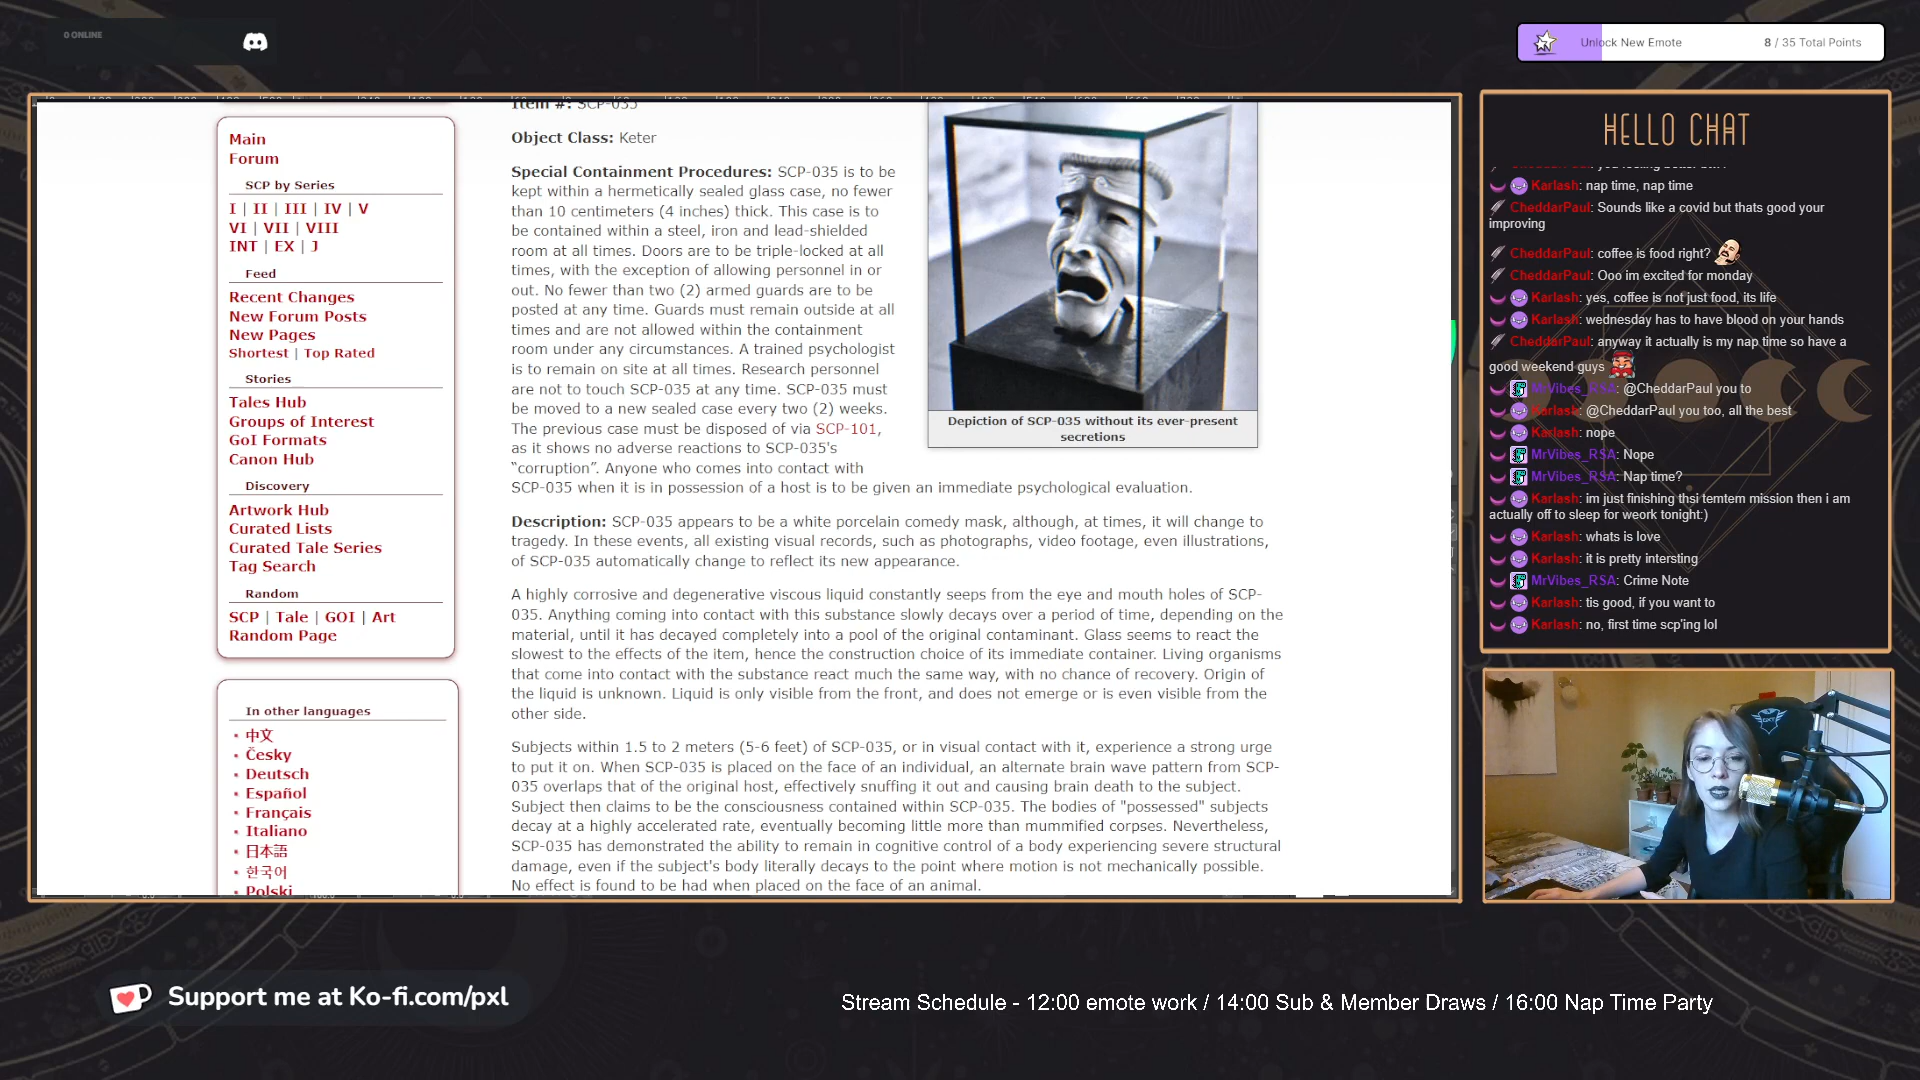 0 ONLINE
Unlock New Emote
8 / 35 Total Points
Item #: SCP-035
Main
Forum
SCP by Series
I | II | III | IV | V
VI | VII | VIII
INT | EX | J
Feed
Recent Changes
New Forum Posts
New Pages
Shortest | Top Rated
Stories
Tales Hub
Groups of Interest
GoI Formats
Canon Hub
Discovery
Artwork Hub
Curated Lists
Curated Tale Series
Tag Search
Random
SCP | Tale | GOI | Art
Random Page
In other languages
中文
Česky
Deutsch
Español
Français
Italiano
日本語
한국어
Polski
Object Class: Keter
Special Containment Procedures: SCP-035 is to be
kept within a hermetically sealed glass case, no fewer
than 10 centimeters (4 inches) thick. This case is to
be contained within a steel, iron and lead-shielded
room at all times. Doors are to be triple-locked at all
times, with the exception of allowing personnel in or
out. No fewer than two (2) armed guards are to be
posted at any time. Guards must remain outside at all
times and are not allowed within the containment
room under any circumstances. A trained psychologist
is to remain on site at all times. Research personnel
are not to touch SCP-035 at any time. SCP-035 must
be moved to a new sealed case every two (2) weeks.
The previous case must be disposed of via SCP-101,
as it shows no adverse reactions to SCP-035's
“corruption”. Anyone who comes into contact with
SCP-035 when it is in possession of a host is to be given an immediate psychological evaluation.
Depiction of SCP-035 without its ever-present
secretions
Description: SCP-035 appears to be a white porcelain comedy mask, although, at times, it will change to
tragedy. In these events, all existing visual records, such as photographs, video footage, even illustrations,
of SCP-035 automatically change to reflect its new appearance.
A highly corrosive and degenerative viscous liquid constantly seeps from the eye and mouth holes of SCP-
035. Anything coming into contact with this substance slowly decays over a period of time, depending on the
material, until it has decayed completely into a pool of the original contaminant. Glass seems to react the
slowest to the effects of the item, hence the construction choice of its immediate container. Living organisms
that come into contact with the substance react much the same way, with no chance of recovery. Origin of
the liquid is unknown. Liquid is only visible from the front, and does not emerge or is even visible from the
other side.
Subjects within 1.5 to 2 meters (5-6 feet) of SCP-035, or in visual contact with it, experience a strong urge
to put it on. When SCP-035 is placed on the face of an individual, an alternate brain wave pattern from SCP-
035 overlaps that of the original host, effectively snuffing it out and causing brain death to the subject.
Subject then claims to be the consciousness contained within SCP-035. The bodies of "possessed" subjects
decay at a highly accelerated rate, eventually becoming little more than mummified corpses. Nevertheless,
SCP-035 has demonstrated the ability to remain in cognitive control of a body experiencing severe structural
damage, even if the subject's body literally decays to the point where motion is not mechanically possible.
No effect is found to be had when placed on the face of an animal.
HELLO CHAT
Karlash: nap time, nap time
CheddarPaul: Sounds like a covid but thats good your
improving
CheddarPaul: coffee is food right?
CheddarPaul: Ooo im excited for monday
Karlash: yes, coffee is not just food, its life
Karlash: wednesday has to have blood on your hands
CheddarPaul: anyway it actually is my nap time so have a
good weekend guys
MrVibes_RSA: @CheddarPaul you to
Karlash: @CheddarPaul you too, all the best
Karlash: nope
MrVibes_RSA: Nope
MrVibes_RSA: Nap time?
Karlash: im just finishing thsi temtem mission then i am
actually off to sleep for weork tonight:)
Karlash: whats is love
Karlash: it is pretty intersting
MrVibes_RSA: Crime Note
Karlash: tis good, if you want to
Karlash: no, first time scp'ing lol
Support me at Ko-fi.com/pxl
Stream Schedule - 12:00 emote work / 14:00 Sub & Member Draws / 16:00 Nap Time Party